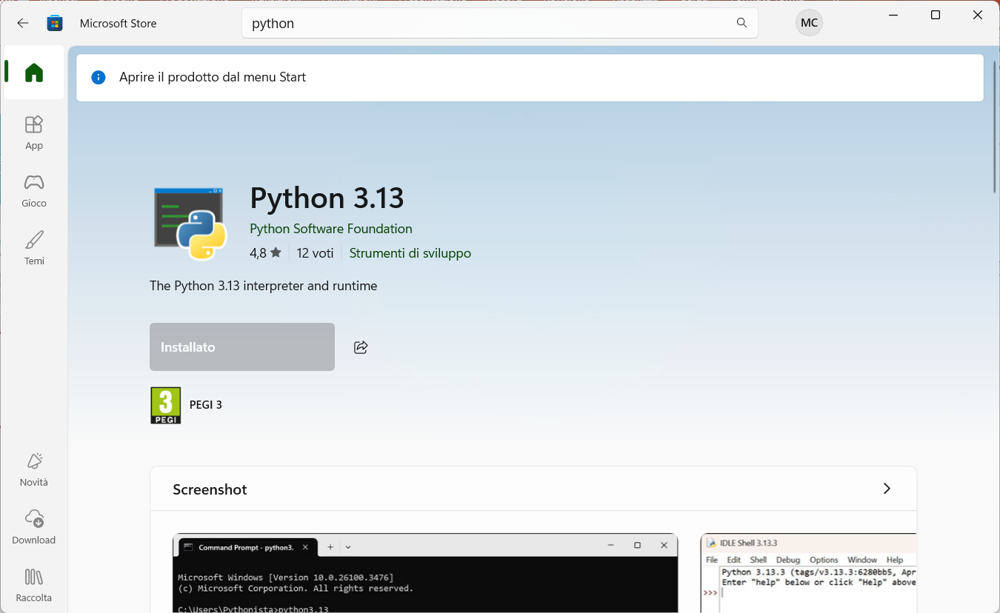 Microsoft Store
python
MC
Aprire il prodotto dal menu Start
App
Gioco
Temi
Novità
Download
Raccolta
Python 3.13
Python Software Foundation
4,8 ★ 12 voti Strumenti di sviluppo
The Python 3.13 interpreter and runtime
Installato
3
PEGI
PEGI 3
Screenshot
Command Prompt - python3.
Microsoft Windows [Version 10.0.26100.3476]
(c) Microsoft Corporation. All rights reserved.
C:\Users\Pythonista>python3.13
IDLE Shell 3.13.3
File Edit Shell Debug Options Window Help
Python 3.13.3 (tags/v3.13.3:6280bb5, Apr
Enter "help" below or click "Help" above
>>>